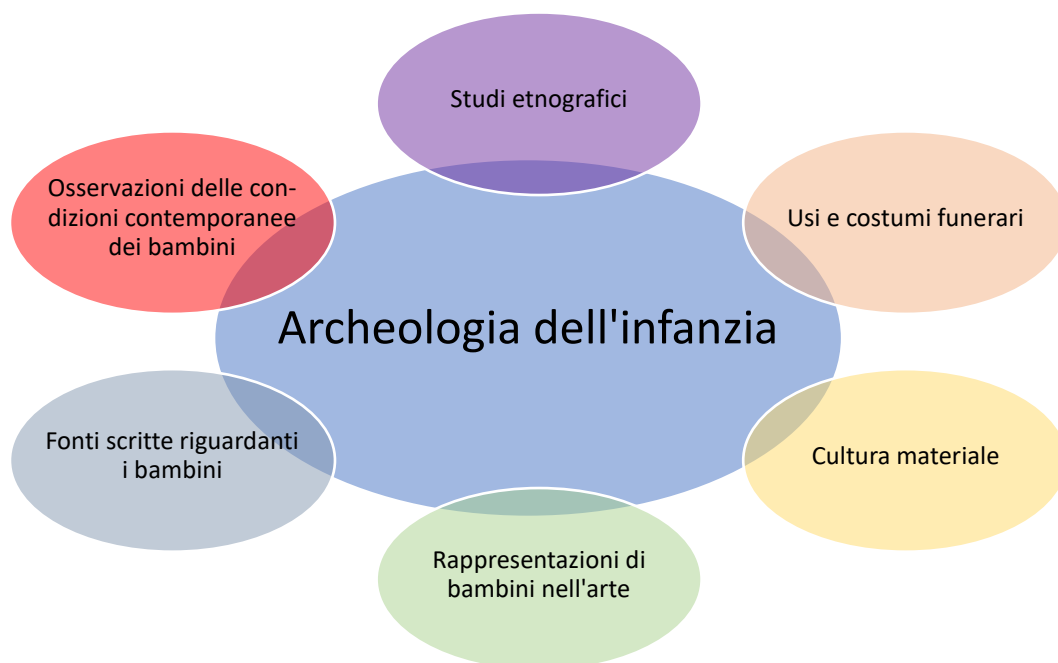 Studi etnografici
Osservazioni delle con-
dizioni contemporanee
dei bambini
Usi e costumi funerari
Archeologia dell'infanzia
Fonti scritte riguardanti
i bambini
Cultura materiale
Rappresentazioni di
bambini nell'arte